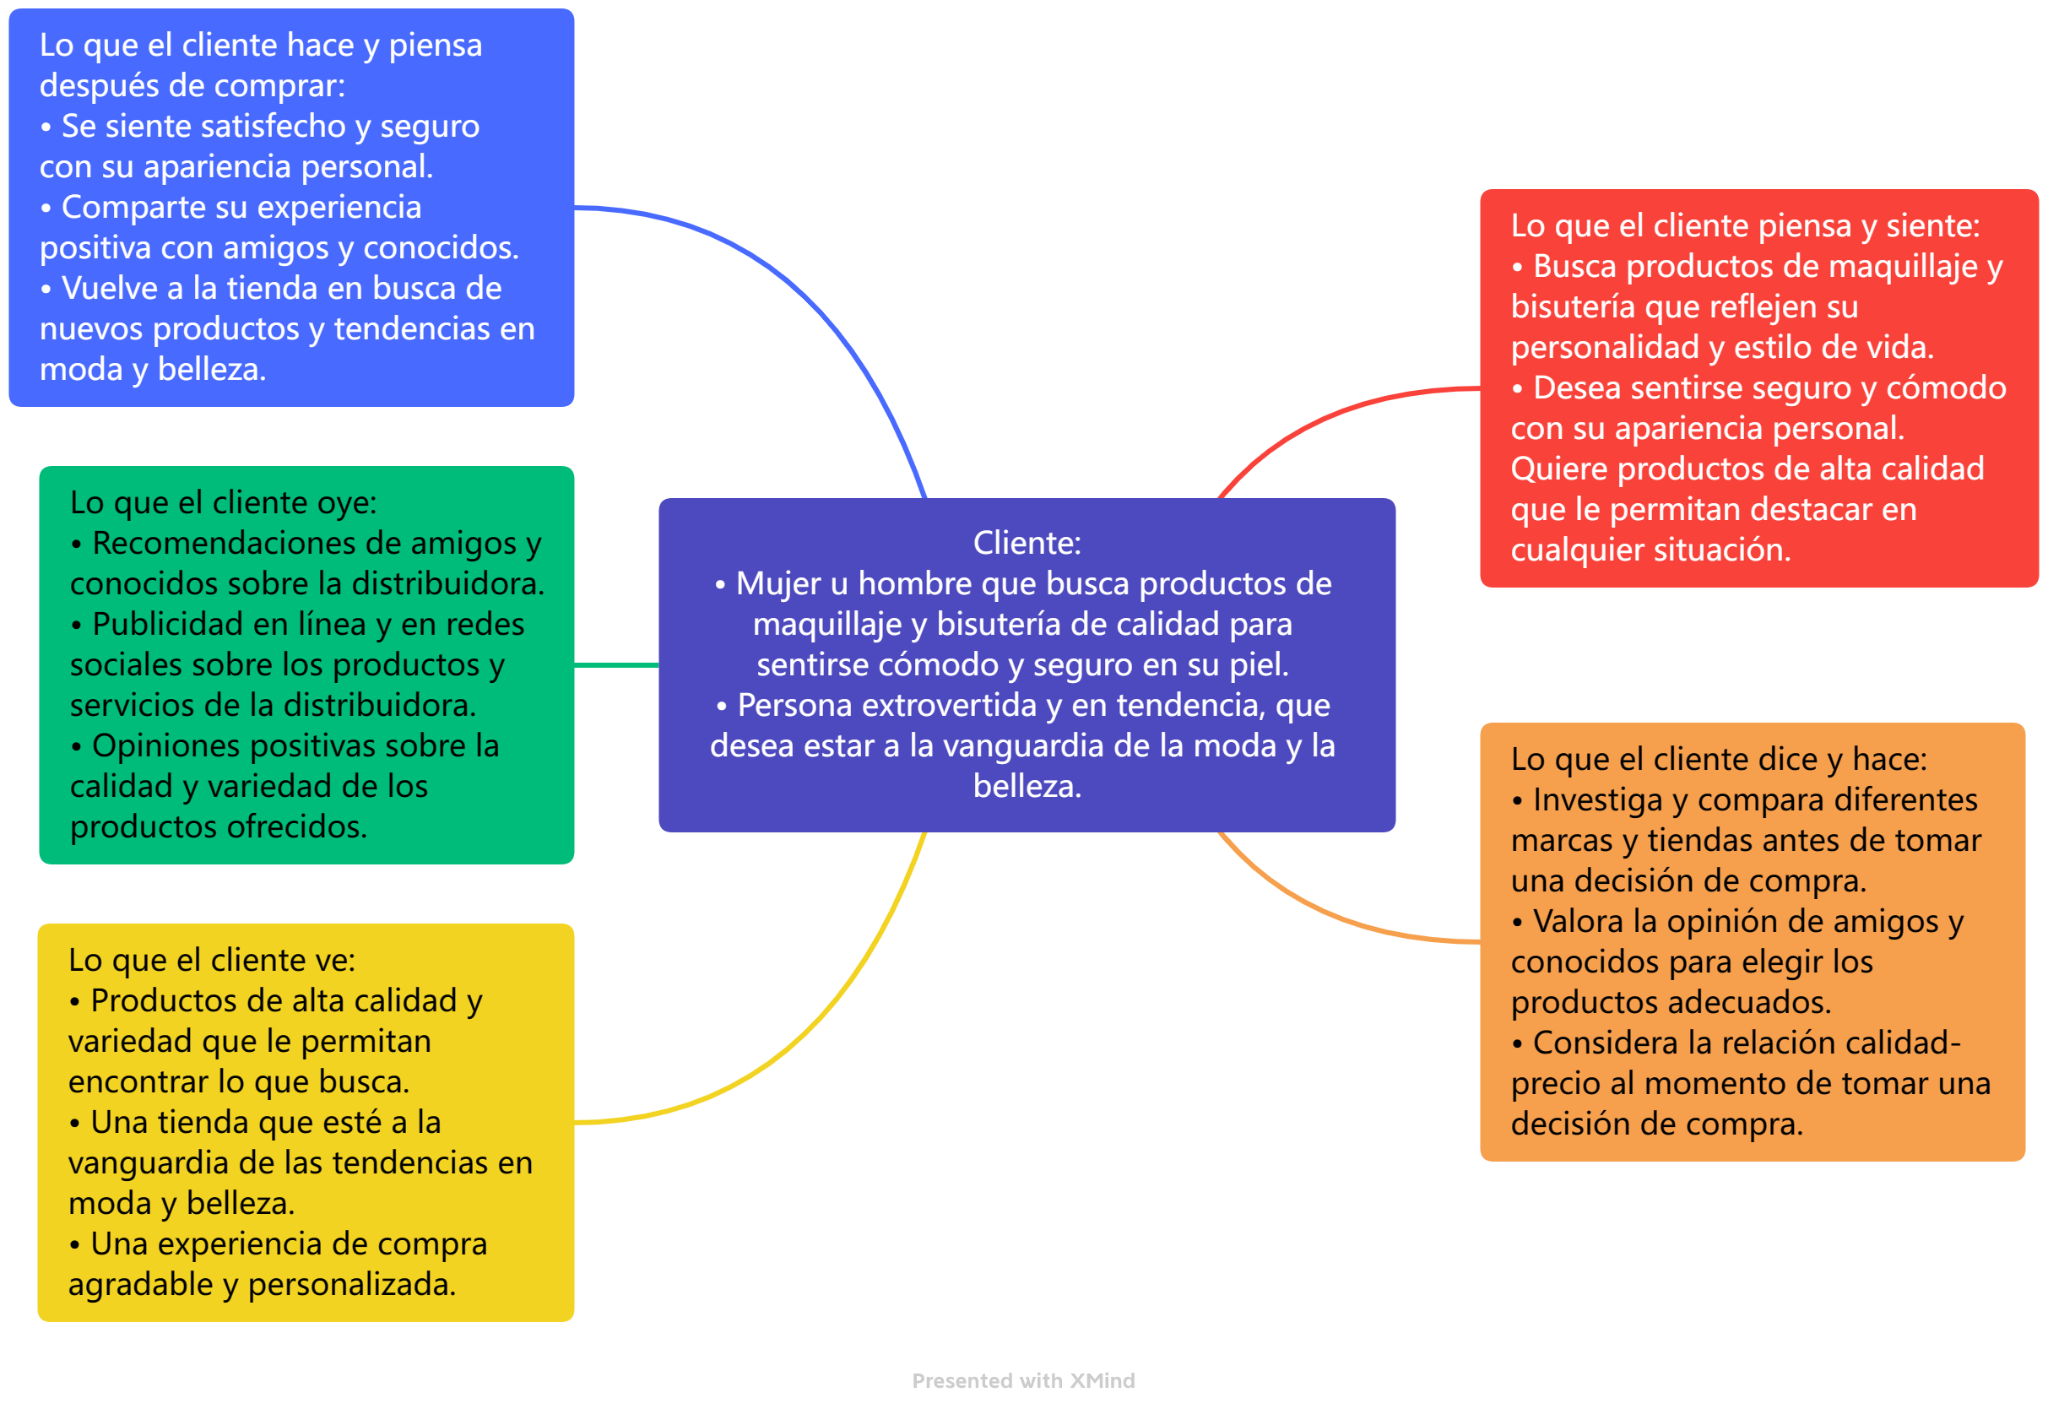 Lo que el cliente hace y piensa
después de comprar:
• Se siente satisfecho y seguro
con su apariencia personal.
• Comparte su experiencia
positiva con amigos y conocidos.
• Vuelve a la tienda en busca de
nuevos productos y tendencias en
moda y belleza.
Lo que el cliente oye:
• Recomendaciones de amigos y
conocidos sobre la distribuidora.
• Publicidad en línea y en redes
sociales sobre los productos y
servicios de la distribuidora.
• Opiniones positivas sobre la
calidad y variedad de los
productos ofrecidos.
Lo que el cliente ve:
• Productos de alta calidad y
variedad que le permitan
encontrar lo que busca.
• Una tienda que esté a la
vanguardia de las tendencias en
moda y belleza.
• Una experiencia de compra
agradable y personalizada.
Cliente:
• Mujer u hombre que busca productos de
maquillaje y bisutería de calidad para
sentirse cómodo y seguro en su piel.
• Persona extrovertida y en tendencia, que
desea estar a la vanguardia de la moda y la
belleza.
Lo que el cliente piensa y siente:
• Busca productos de maquillaje y
bisutería que reflejen su
personalidad y estilo de vida.
• Desea sentirse seguro y cómodo
con su apariencia personal.
Quiere productos de alta calidad
que le permitan destacar en
cualquier situación.
Lo que el cliente dice y hace:
• Investiga y compara diferentes
marcas y tiendas antes de tomar
una decisión de compra.
• Valora la opinión de amigos y
conocidos para elegir los
productos adecuados.
• Considera la relación calidad-
precio al momento de tomar una
decisión de compra.
Presented with XMind